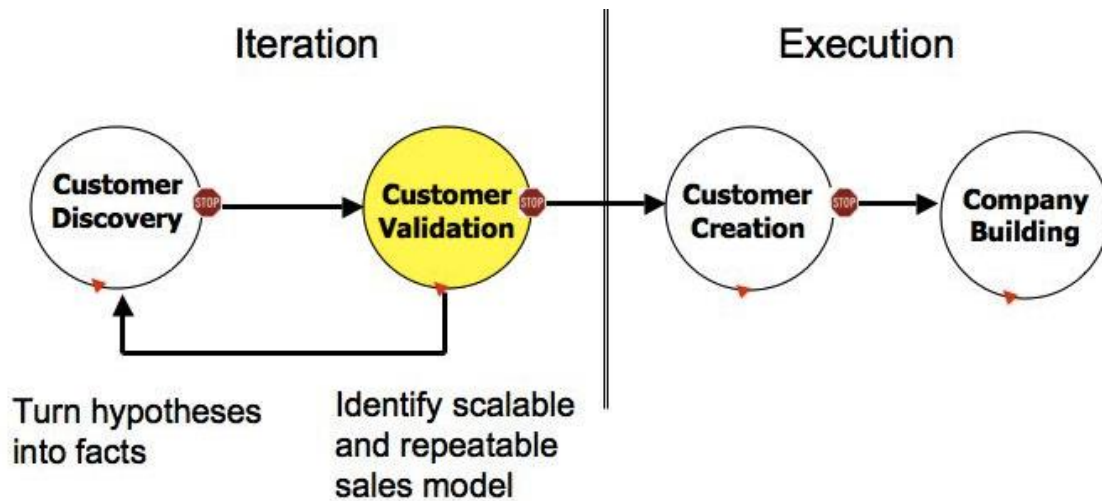 Iteration
Execution
Customer
Discovery
STOP
Customer
Validation
STOP
Customer
Creation
STOP
Company
Building
Turn hypotheses
into facts
Identify scalable
and repeatable
sales model